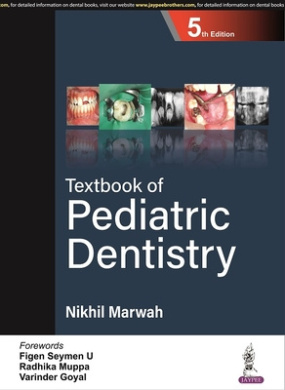 com, for detailed information on dental books, visit our website www.jaypeebrothers.com, for detailed information on dental books
5th Edition
Textbook of
Pediatric
Dentistry
Nikhil Marwah
Forewords
Figen Seymen U
Radhika Muppa
Varinder Goyal
JAYPEE